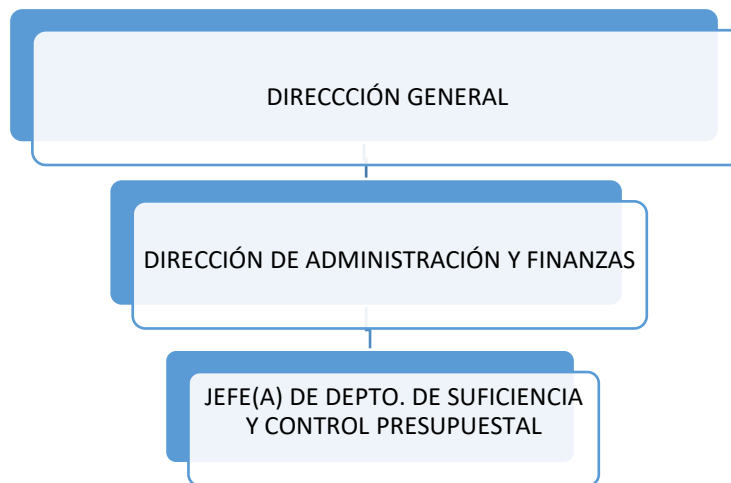 DIRECCCIÓN GENERAL
DIRECCIÓN DE ADMINISTRACIÓN Y FINANZAS
JEFE(A) DE DEPTO. DE SUFICIENCIA
Y CONTROL PRESUPUESTAL